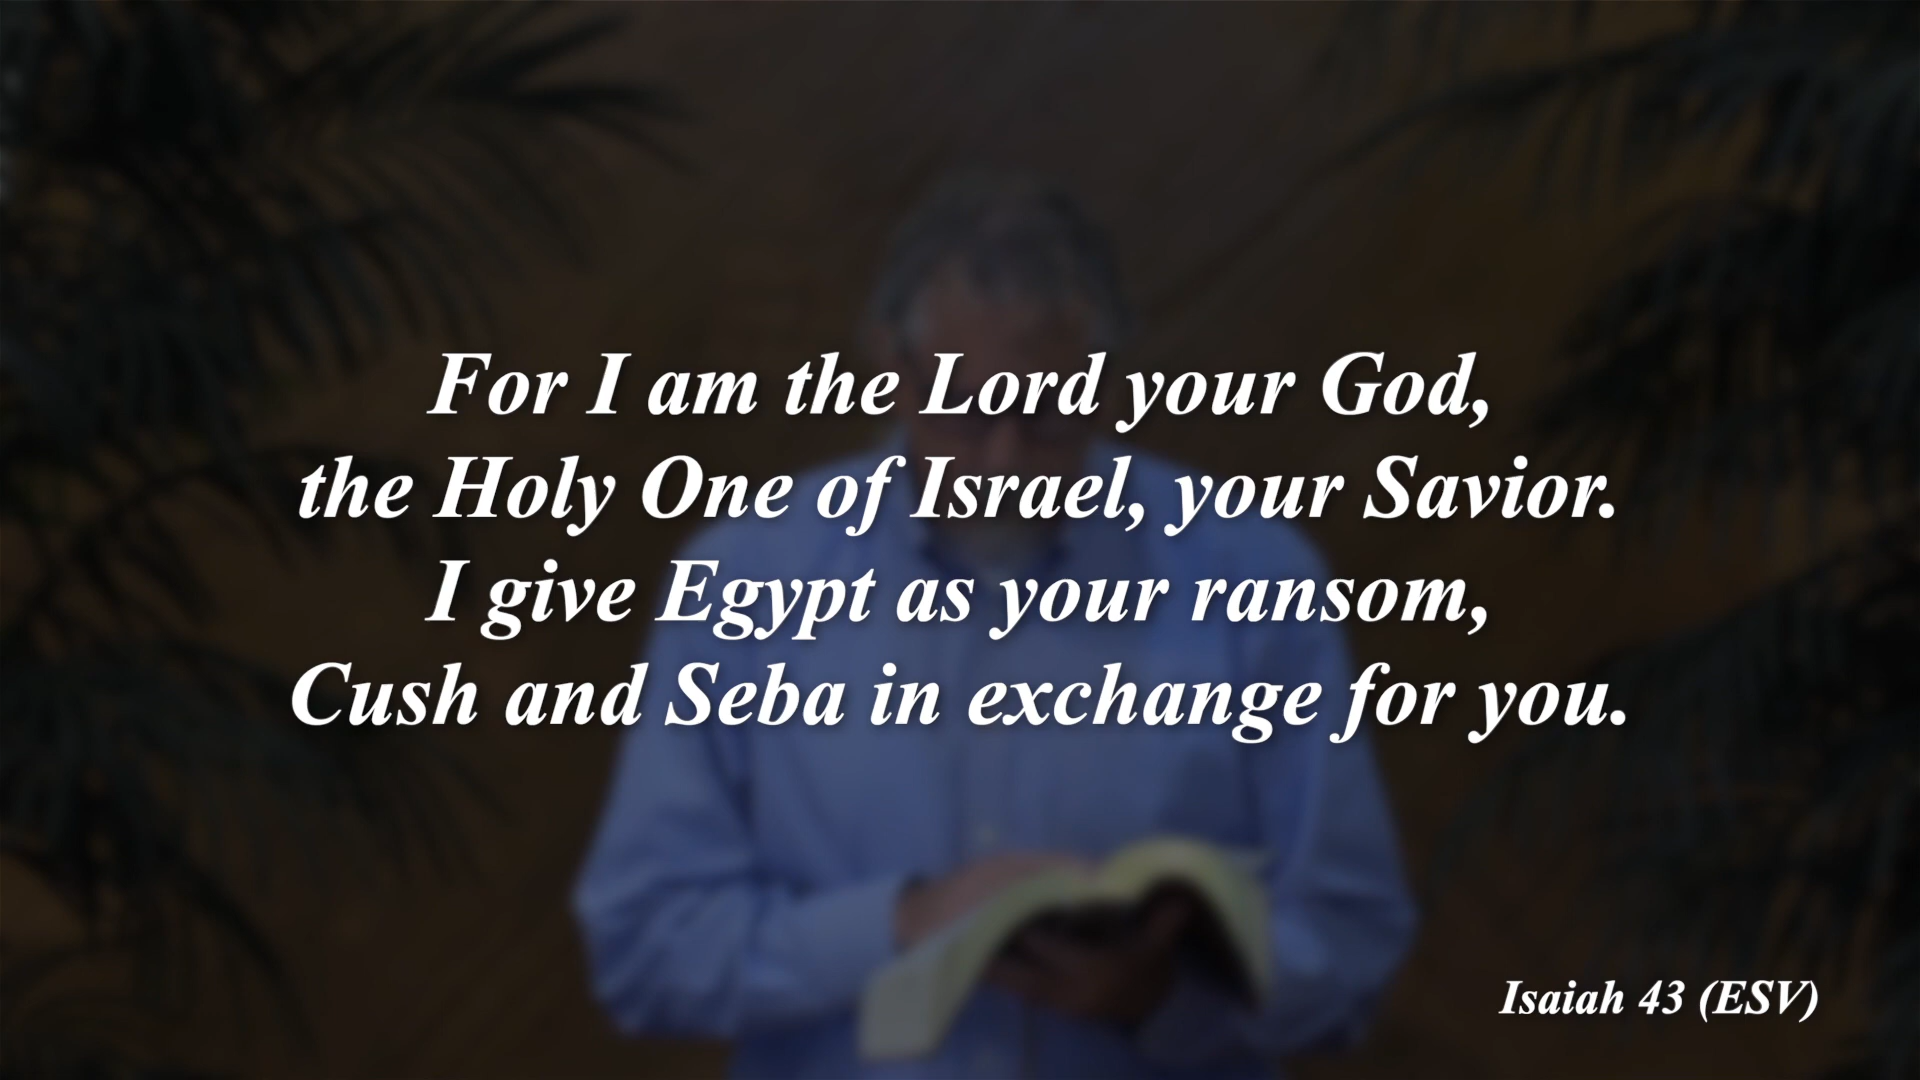 For I am the Lord your God,
the Holy One of Israel, your Savior.
I give Egypt as your ransom,
Cush and Seba in exchange for you.
Isaiah 43 (ESV)